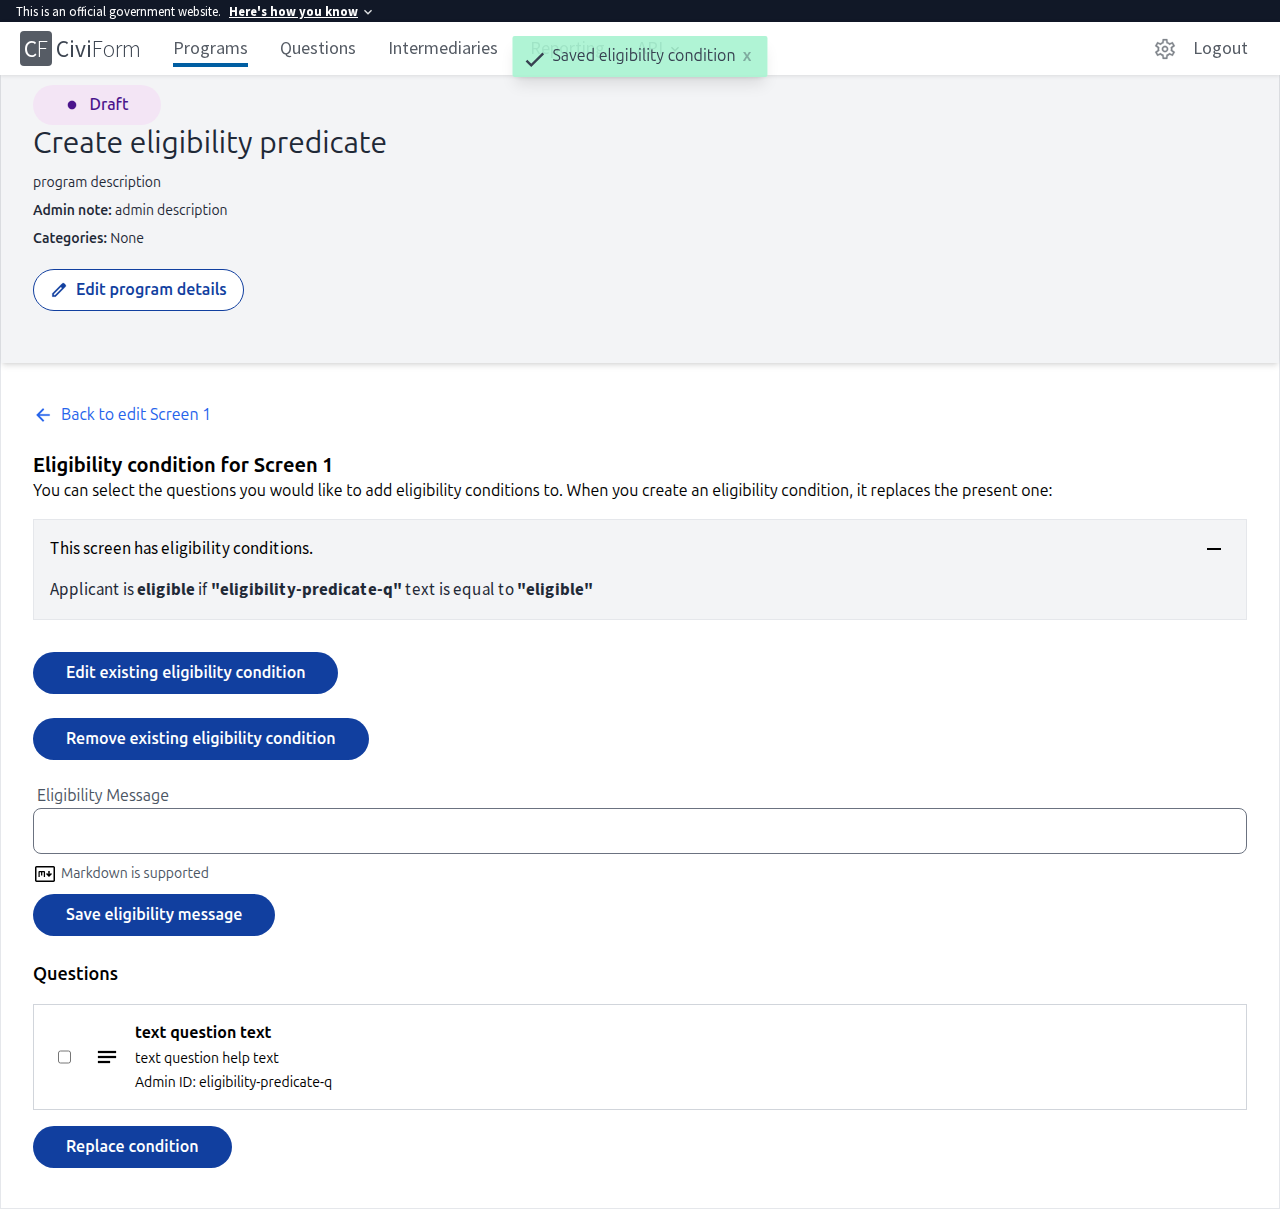 This is an official government website. Here's how you know
CF CiviForm Programs Questions Intermediaries Reporting API Logout
Saved eligibility condition x
Draft
Create eligibility predicate
program description
Admin note: admin description
Categories: None
Edit program details
Back to edit Screen 1
Eligibility condition for Screen 1
You can select the questions you would like to add eligibility conditions to. When you create an eligibility condition, it replaces the present one:
This screen has eligibility conditions.
Applicant is eligible if "eligibility-predicate-q" text is equal to "eligible"
Edit existing eligibility condition
Remove existing eligibility condition
Eligibility Message
Markdown is supported
Save eligibility message
Questions
text question text
text question help text
Admin ID: eligibility-predicate-q
Replace condition